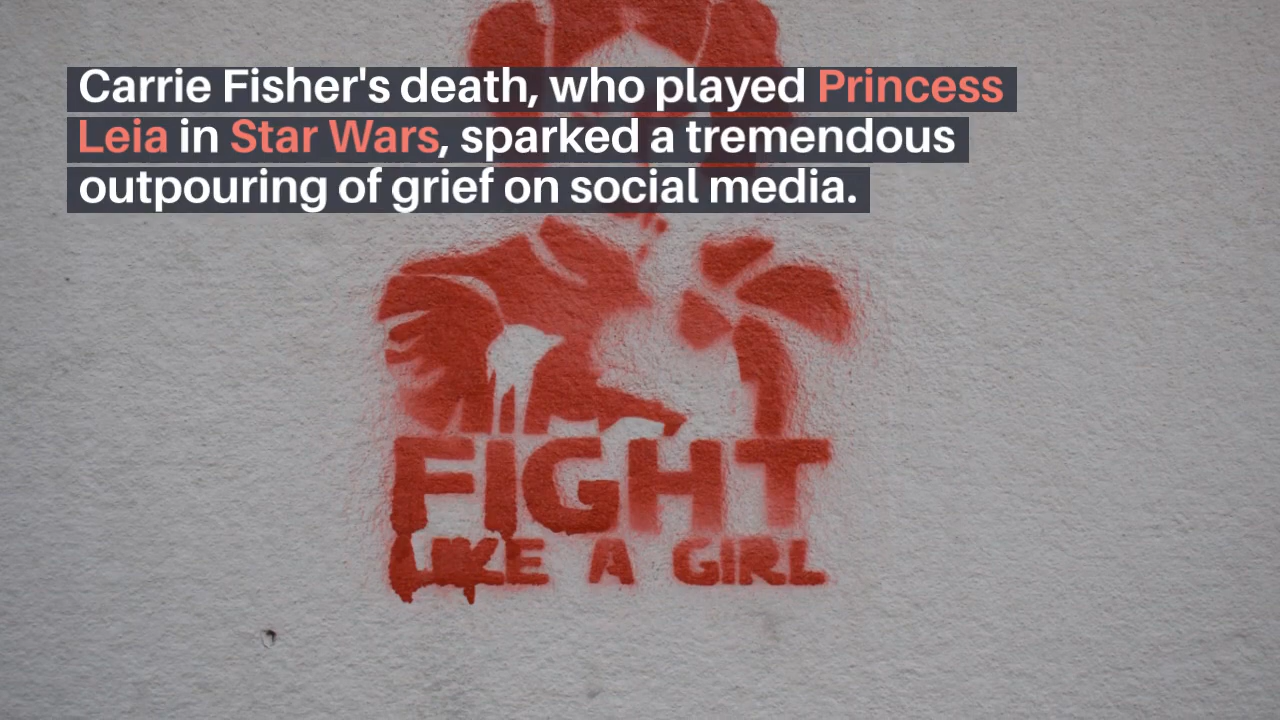 Carrie Fisher's death, who played Princess
Leia in Star Wars, sparked a tremendous
outpouring of grief on social media.
FIGHT
LIKE A GIRL